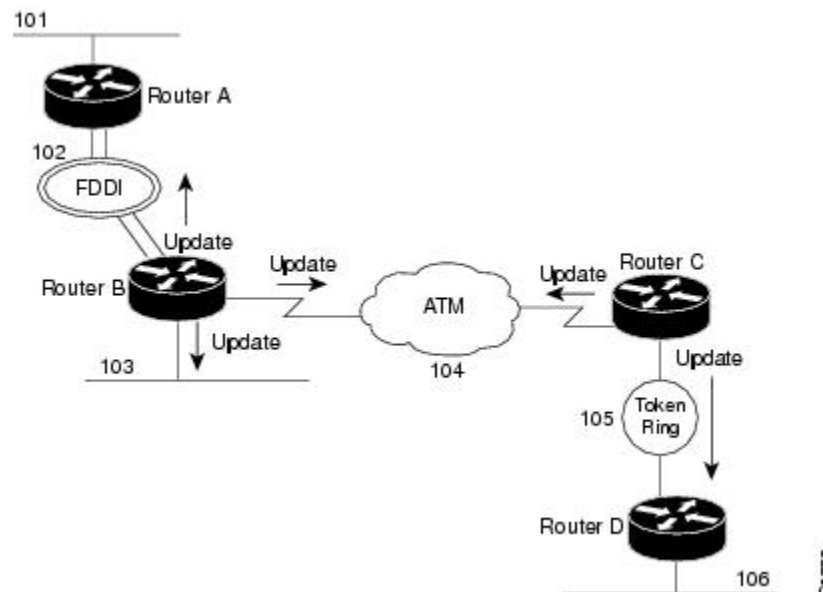 101
Router A
102
FDDI
Update
Router B
Update
Update
103
ATM
104
Update
Router C
Update
105
Token
Ring
Router D
106